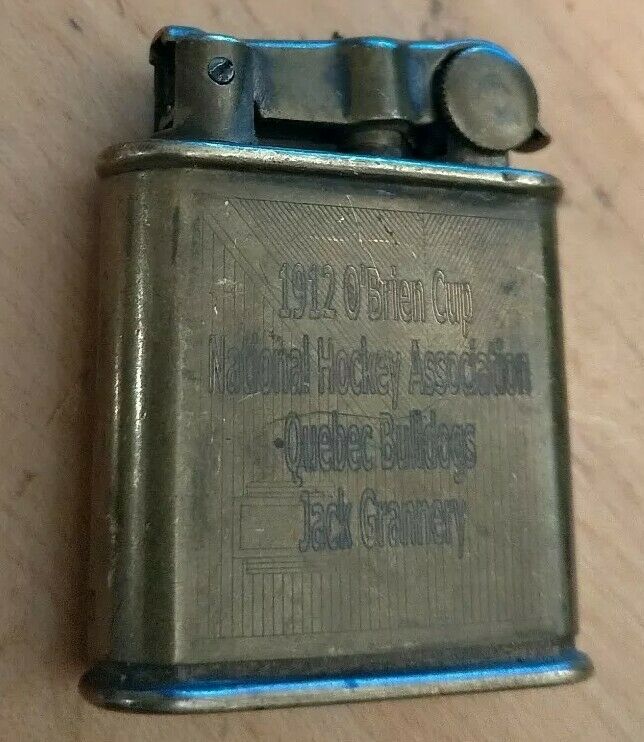 1912 O'Brien Cup
National Hockey Association
Quebec Bulldogs
Jack Grannery